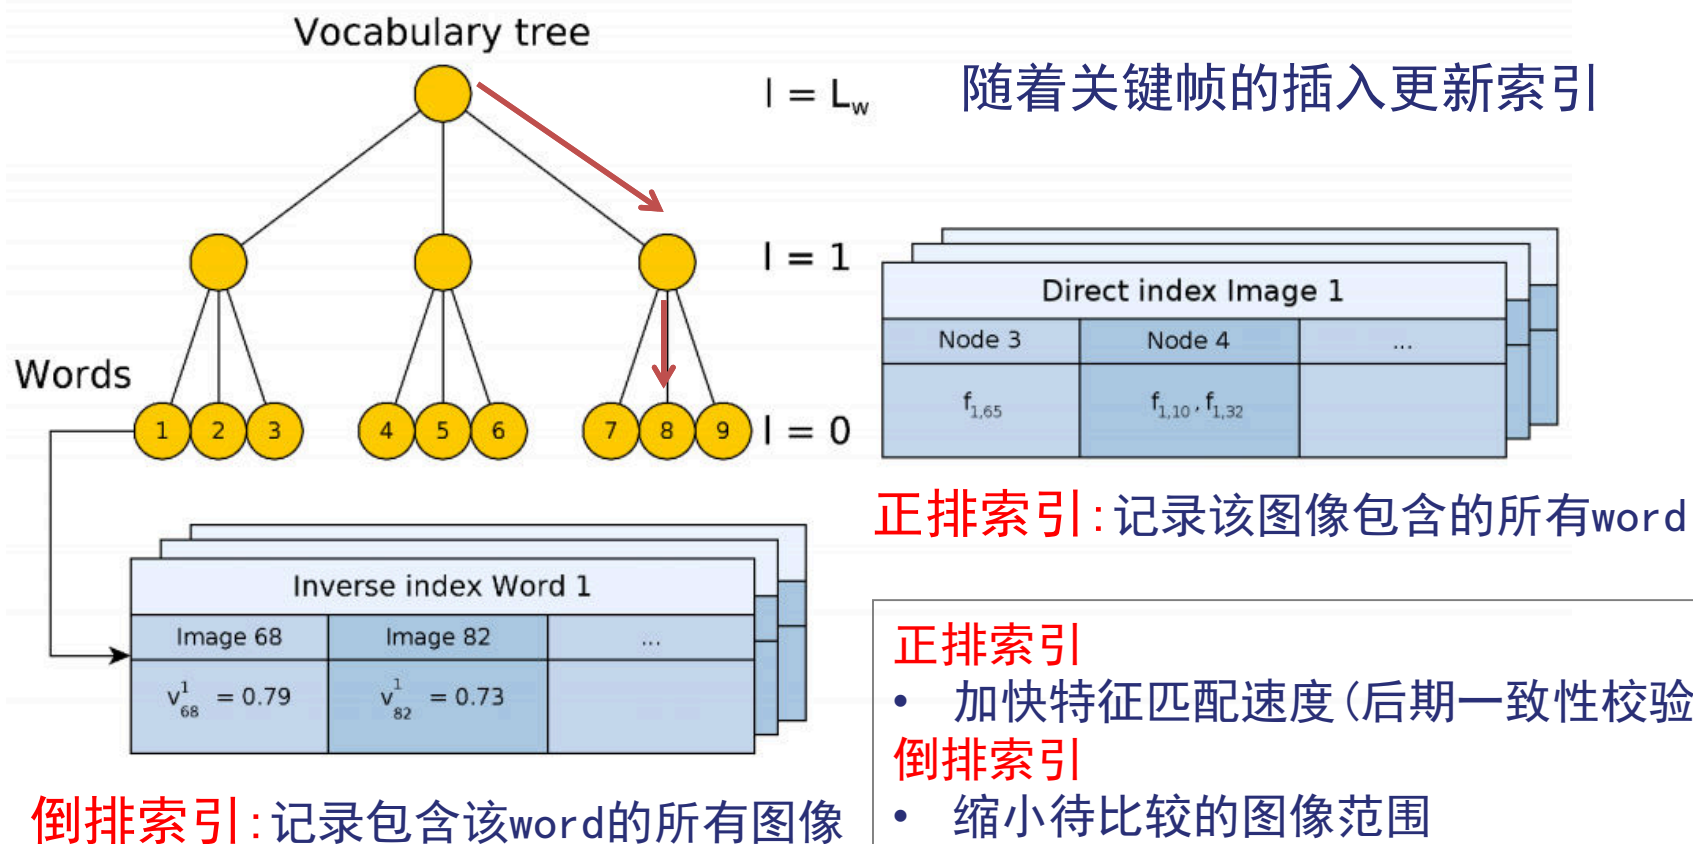 Vocabulary tree
l = L_w
随着关键帧的插入更新索引
l = 1
Direct index Image 1
Node 3 Node 4 ...
f_1,65 f_1,10, f_1,32
Words
1 2 3 4 5 6 7 8 9
l = 0
正排索引:记录该图像包含的所有word
Inverse index Word 1
Image 68 Image 82 ...
v^1_68 = 0.79 v^1_82 = 0.73
倒排索引:记录包含该word的所有图像
正排索引
• 加快特征匹配速度(后期一致性校验
倒排索引
• 缩小待比较的图像范围